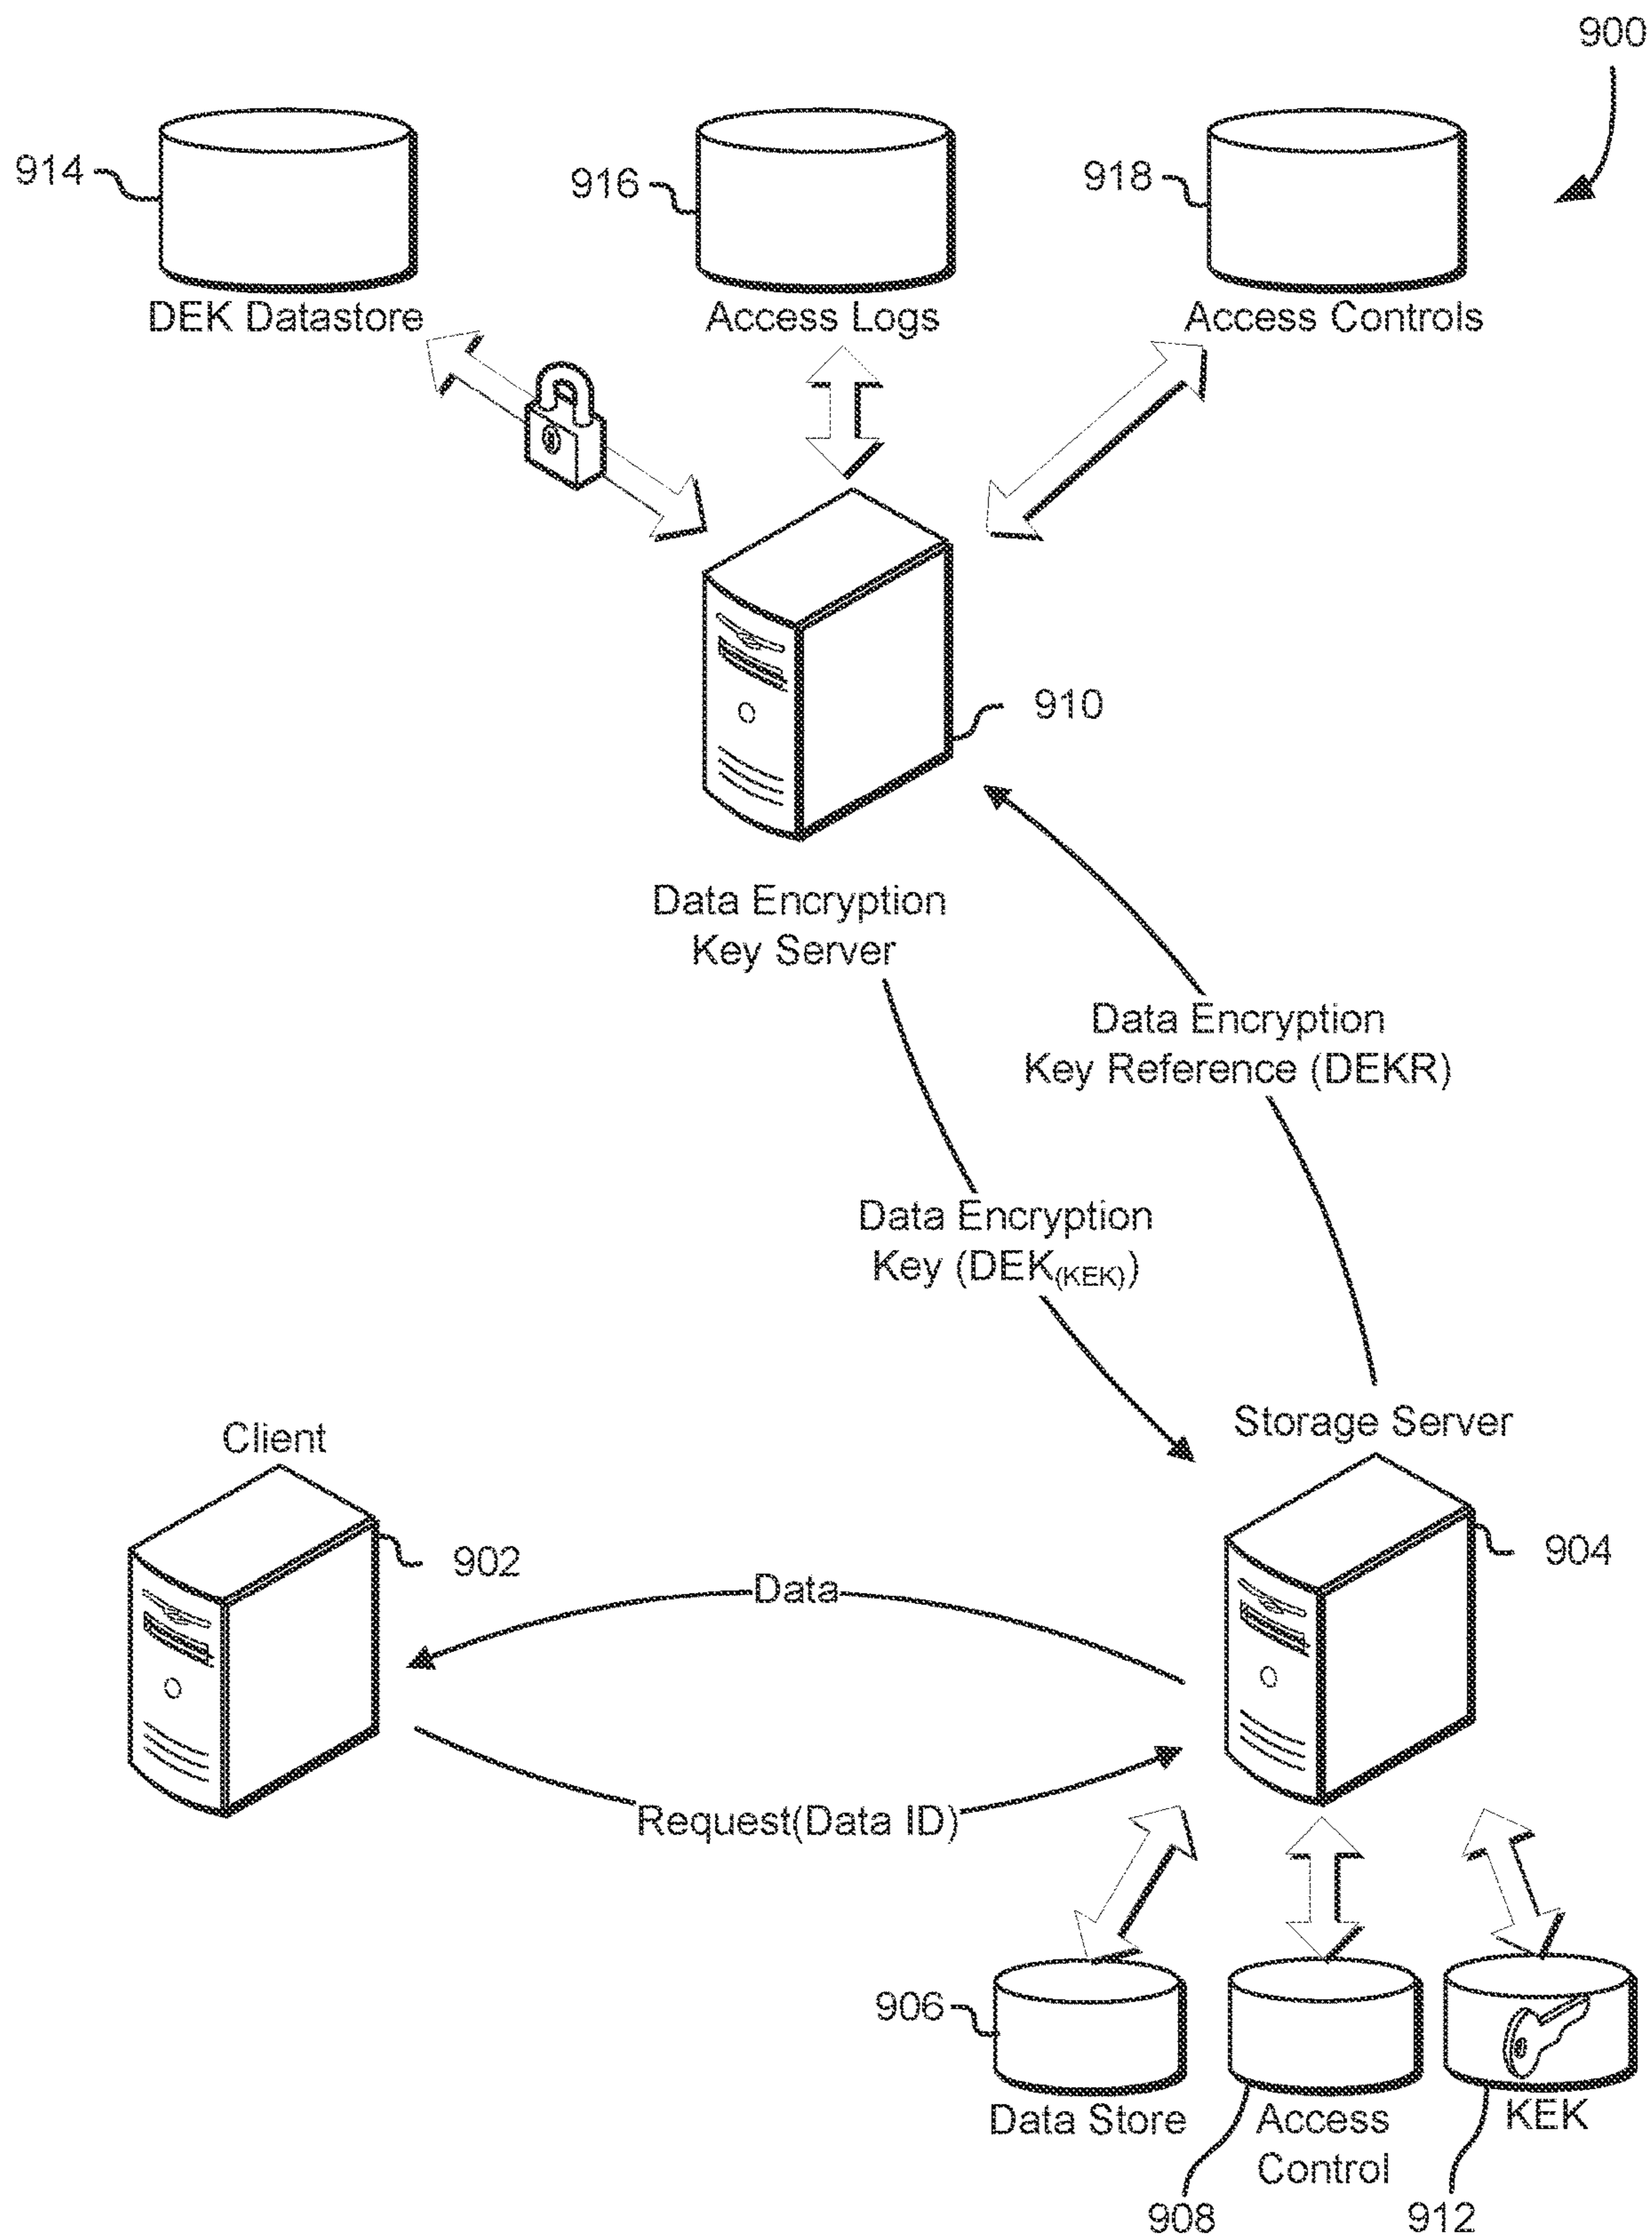 900
914
916
918
DEK Datastore
Access Logs
Access Controls
910
Data Encryption
Key Server
Data Encryption
Key Reference (DEKR)
Data Encryption
Key (DEK(KEK))
Client
Storage Server
902
904
Data
Request(Data ID)
906
Data Store
Access
Control
KEK
908
912